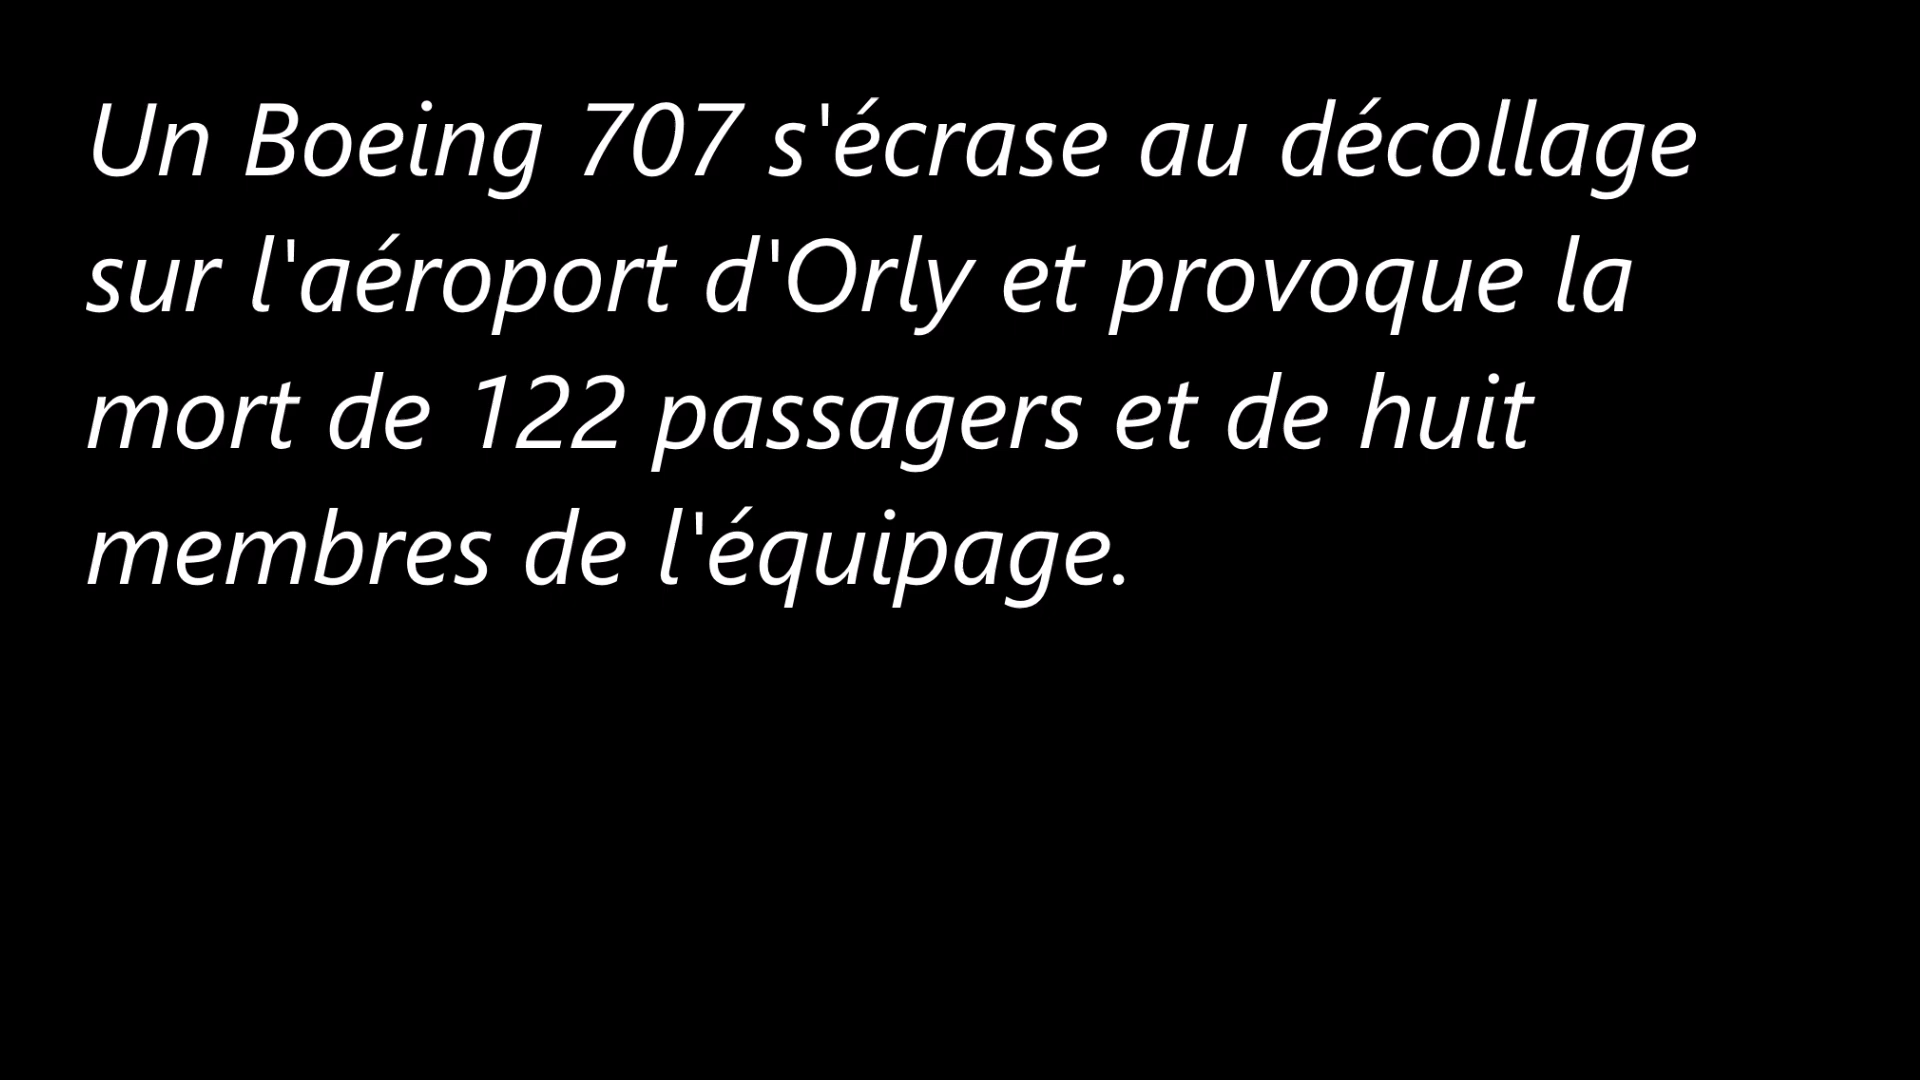 Un Boeing 707 s'écrase au décollage
sur l'aéroport d'Orly et provoque la
mort de 122 passagers et de huit
membres de l'équipage.